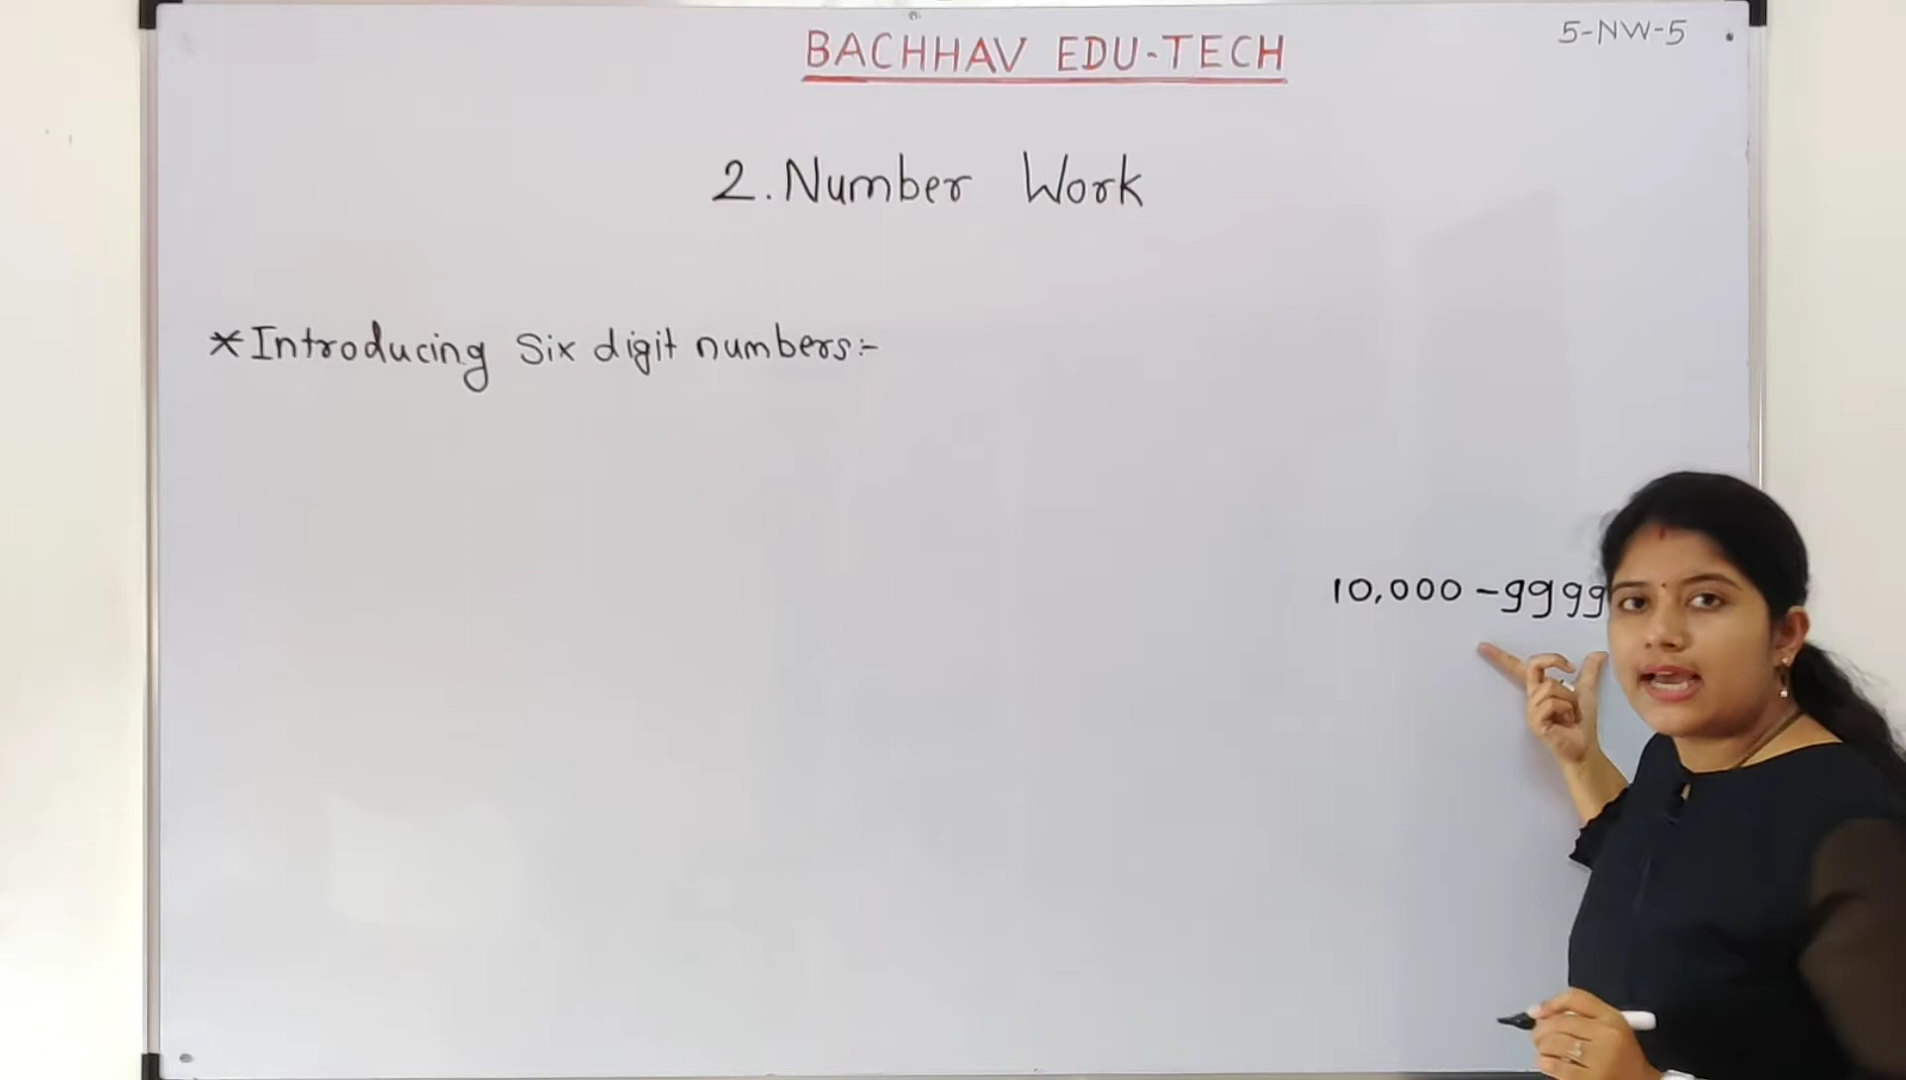 BACHHAV EDU-TECH
5-NW-5
2. Number Work
*Introducing Six digit numbers:-
10,000 - 9999